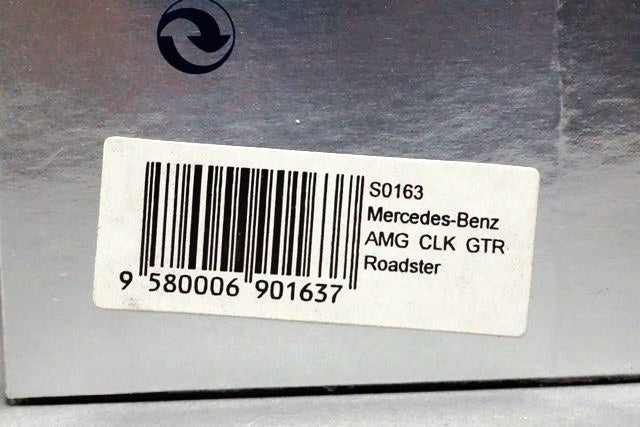 S0163
Mercedes-Benz
AMG CLK GTR
Roadster
9 580006 901637